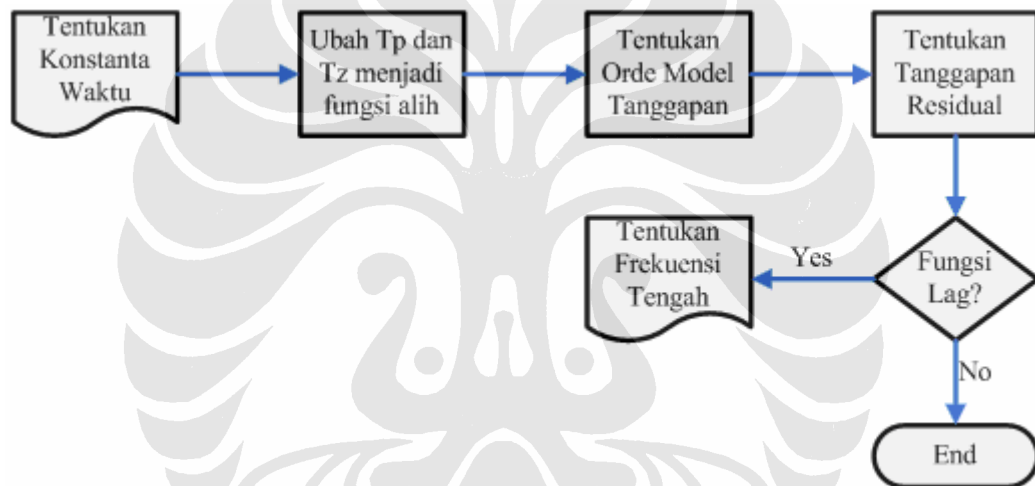 Tentukan
Konstanta
Waktu
Ubah Tp dan
Tz menjadi
fungsi alih
Tentukan
Orde Model
Tanggapan
Tentukan
Tanggapan
Residual
Fungsi
Lag?
Yes
Tentukan
Frekuensi
Tengah
No
End